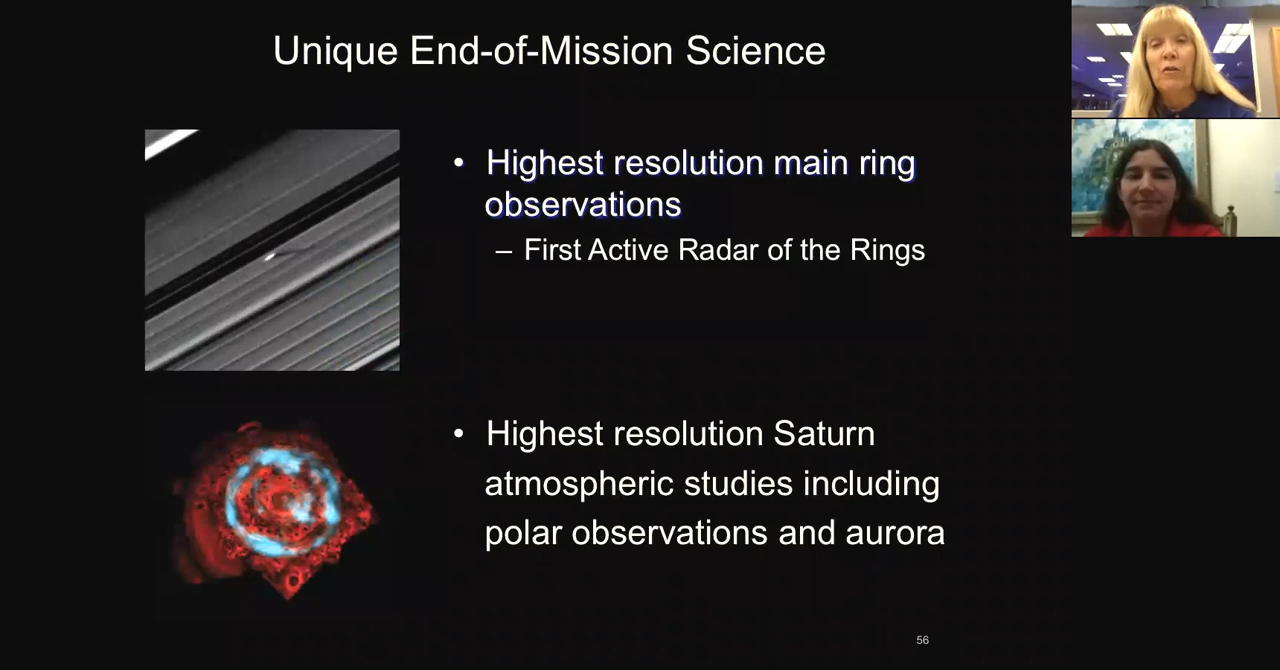 Unique End-of-Mission Science
• Highest resolution main ring
observations
– First Active Radar of the Rings
• Highest resolution Saturn
atmospheric studies including
polar observations and aurora
56